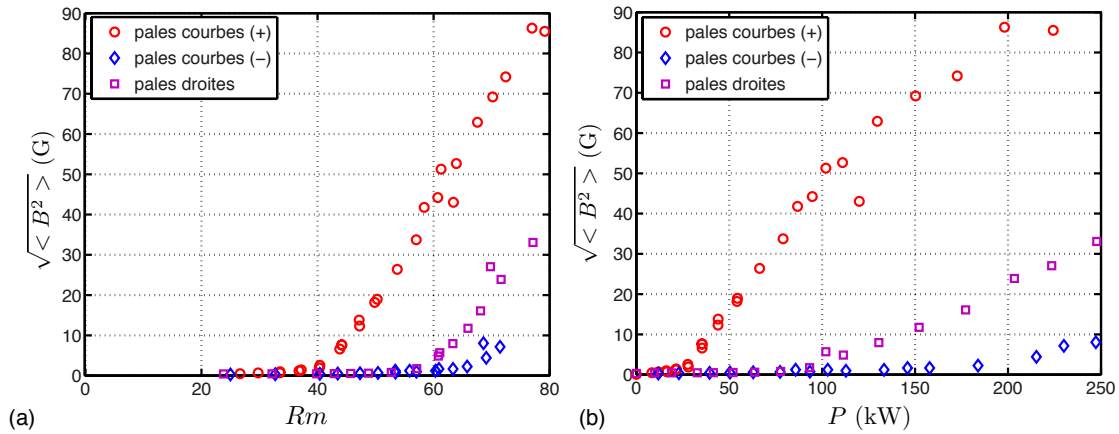 90
80
70
60
50
40
30
20
10
0
√< B² > (G)
pales courbes (+)
pales courbes (−)
pales droites
0
20
40
60
80
Rm
(a)
90
80
70
60
50
40
30
20
10
0
√< B² > (G)
pales courbes (+)
pales courbes (−)
pales droites
0
50
100
150
200
250
P (kW)
(b)